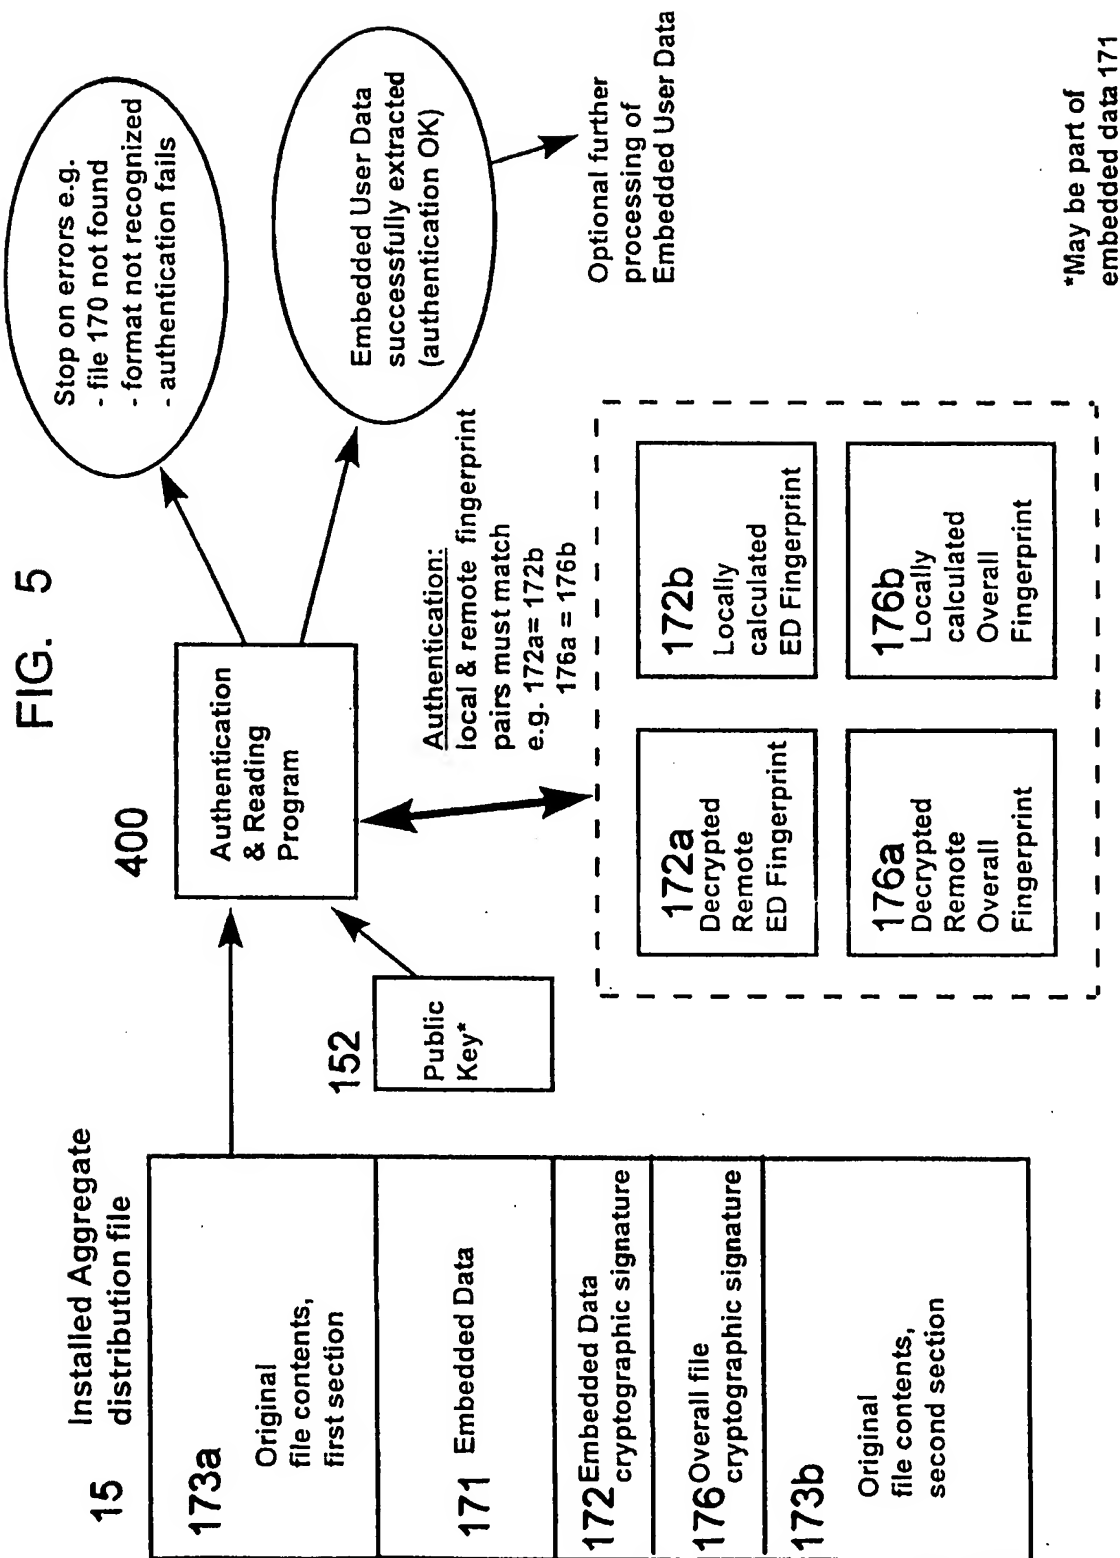 FIG. 5
15
Installed Aggregate
distribution file
173a
Original
file contents,
first section
171 Embedded Data
172 Embedded Data
cryptographic signature
176 Overall file
cryptographic signature
173b
Original
file contents,
second section
152
Public
Key*
400
Authentication
& Reading
Program
Stop on errors e.g.
- file 170 not found
- format not recognized
- authentication fails
Embedded User Data
successfully extracted
(authentication OK)
Optional further
processing of
Embedded User Data
Authentication:
local & remote fingerprint
pairs must match
e.g. 172a= 172b
176a = 176b
172a
Decrypted
Remote
ED Fingerprint
172b
Locally
calculated
ED Fingerprint
176a
Decrypted
Remote
Overall
Fingerprint
176b
Locally
calculated
Overall
Fingerprint
*May be part of
embedded data 171